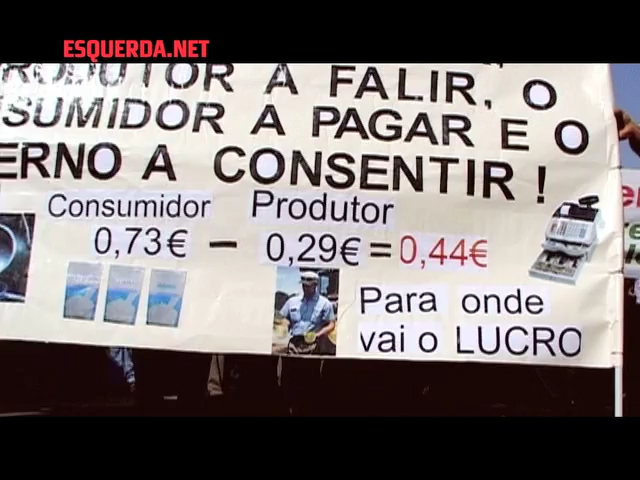 ESQUERDA.NET
RODUTOR A FALIR, O
SUMIDOR A PAGAR E O
ERNO A CONSENTIR !
Consumidor Produtor
0,73€ – 0,29€ = 0,44€
Para onde
vai o LUCRO